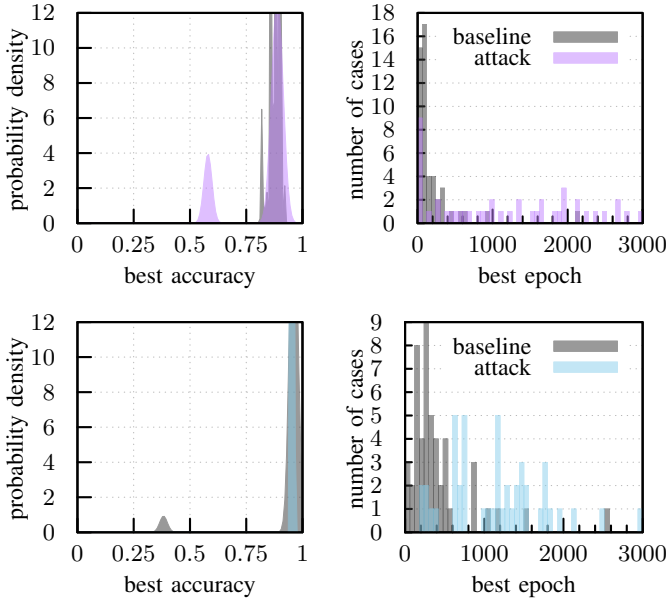 probability density
12
10
8
6
4
2
0
0 0.25 0.5 0.75 1
best accuracy
number of cases
18
16
14
12
10
8
6
4
2
0
baseline
attack
0 1000 2000 3000
best epoch
probability density
12
10
8
6
4
2
0
0 0.25 0.5 0.75 1
best accuracy
number of cases
9
8
7
6
5
4
3
2
1
0
baseline
attack
0 1000 2000 3000
best epoch